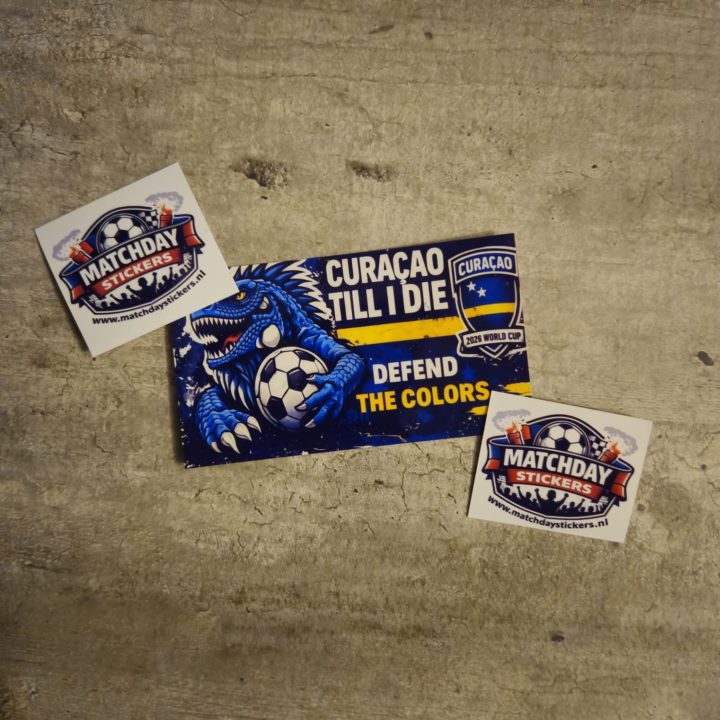 MATCHDAY
STICKERS
www.matchdaystickers.nl
CURAÇAO
TILL I DIE
DEFEND
THE COLORS
CURAÇAO
2026 WORLD CUP
MATCHDAY
STICKERS
www.matchdaystickers.nl